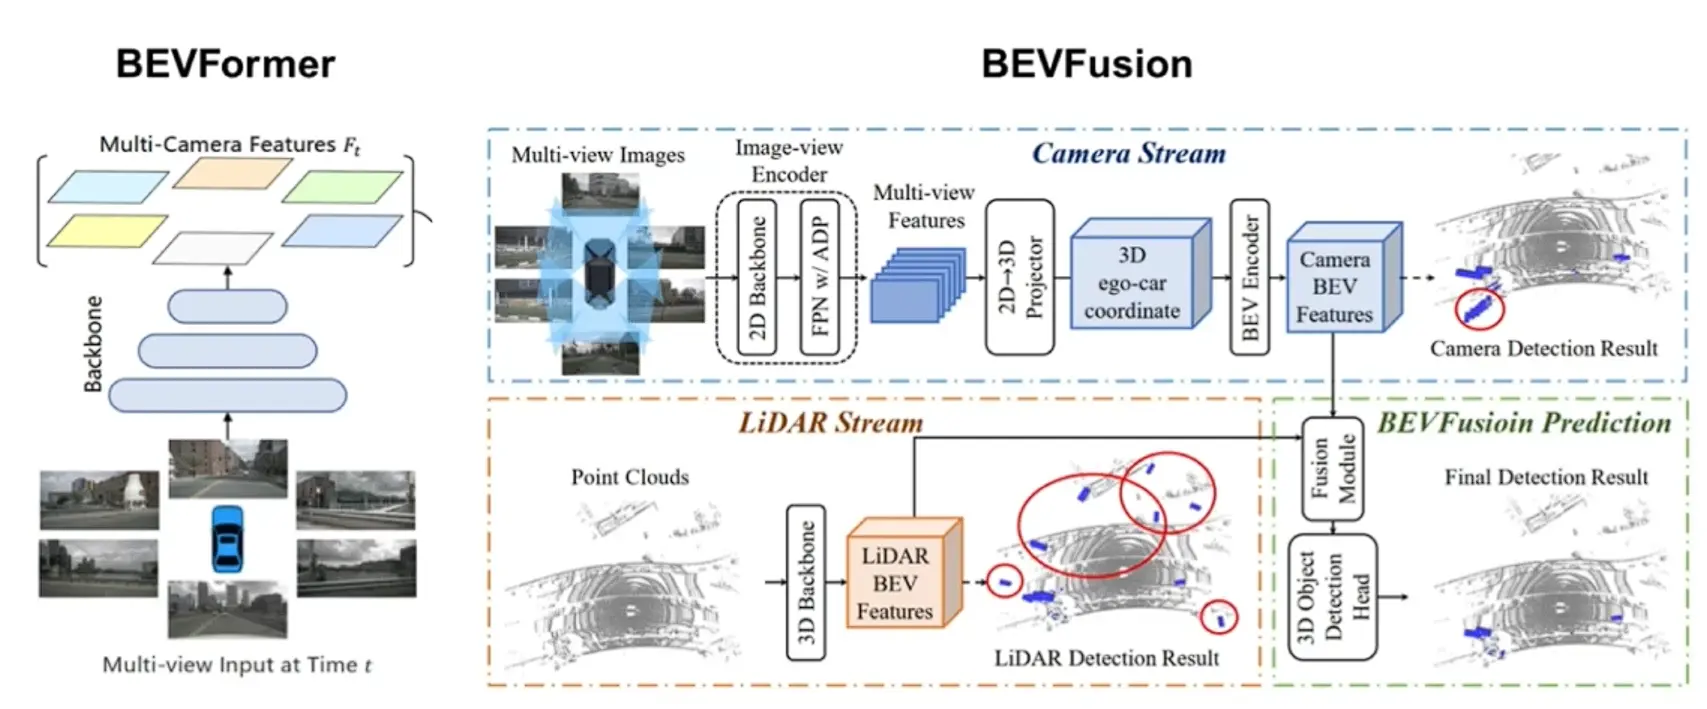 BEVFormer
Multi-Camera Features Fₜ
Backbone
Multi-view Input at Time t
BEVFusion
Camera Stream
Multi-view Images
Image-view
Encoder
2D Backbone
FPN w/ ADP
Multi-view
Features
2D→3D
Projector
3D
ego-car
coordinate
BEV Encoder
Camera
BEV
Features
Camera Detection Result
LiDAR Stream
Point Clouds
3D Backbone
LiDAR
BEV
Features
LiDAR Detection Result
BEVFusioin Prediction
Fusion
Module
3D Object
Detection
Head
Final Detection Result